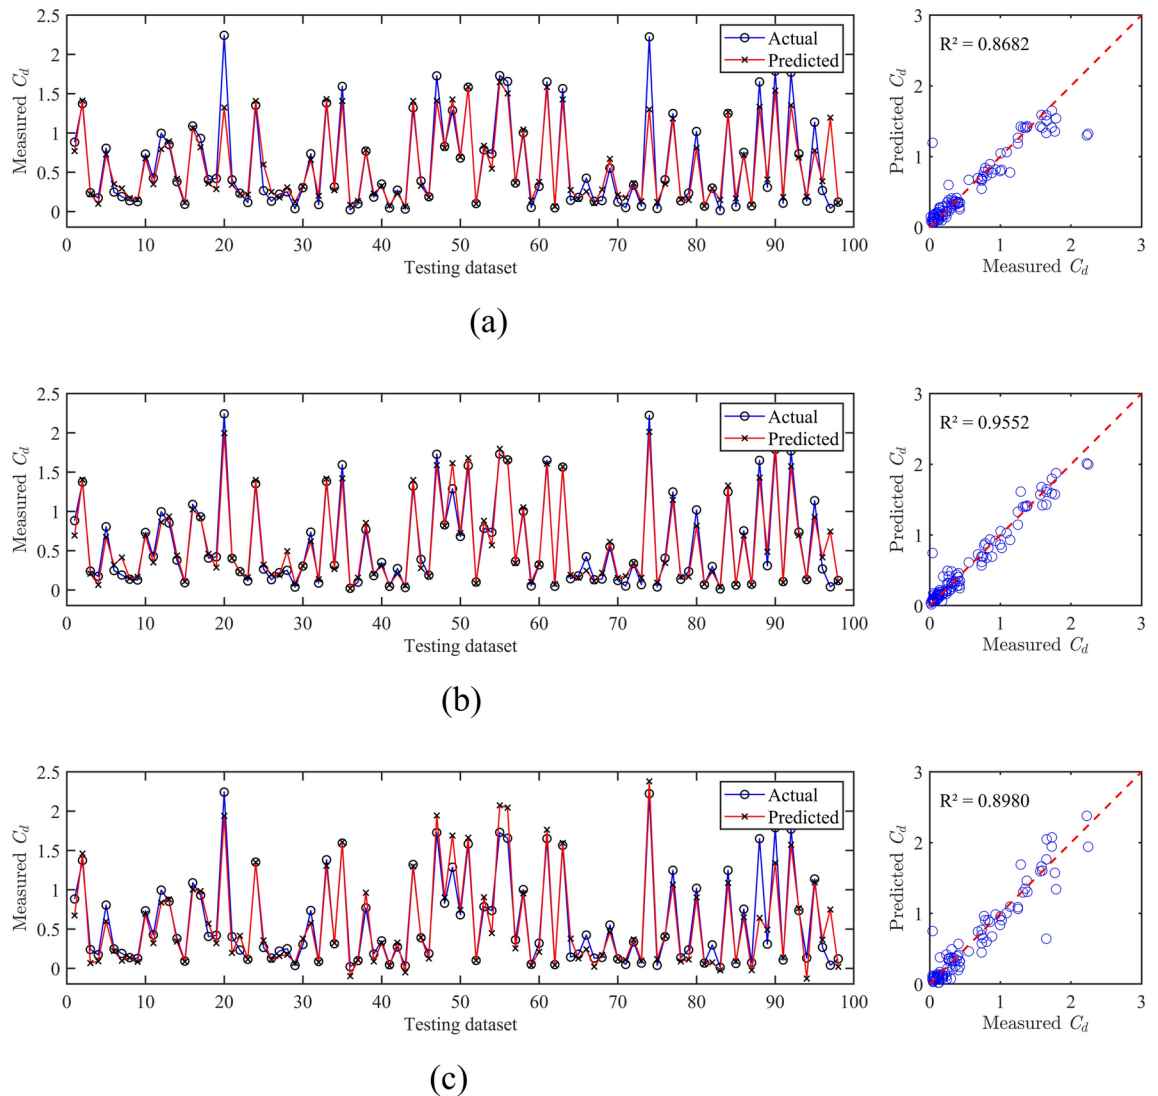 2.5
2
1.5
1
0.5
0
Measured C_d
0 10 20 30 40 50 60 70 80 90 100
Testing dataset
Actual
Predicted
3
2
1
0
Predicted C_d
R² = 0.8682
0 1 2 3
Measured C_d
(a)
2.5
2
1.5
1
0.5
0
Measured C_d
0 10 20 30 40 50 60 70 80 90 100
Testing dataset
Actual
Predicted
3
2
1
0
Predicted C_d
R² = 0.9552
0 1 2 3
Measured C_d
(b)
2.5
2
1.5
1
0.5
0
Measured C_d
0 10 20 30 40 50 60 70 80 90 100
Testing dataset
Actual
Predicted
3
2
1
0
Predicted C_d
R² = 0.8980
0 1 2 3
Measured C_d
(c)